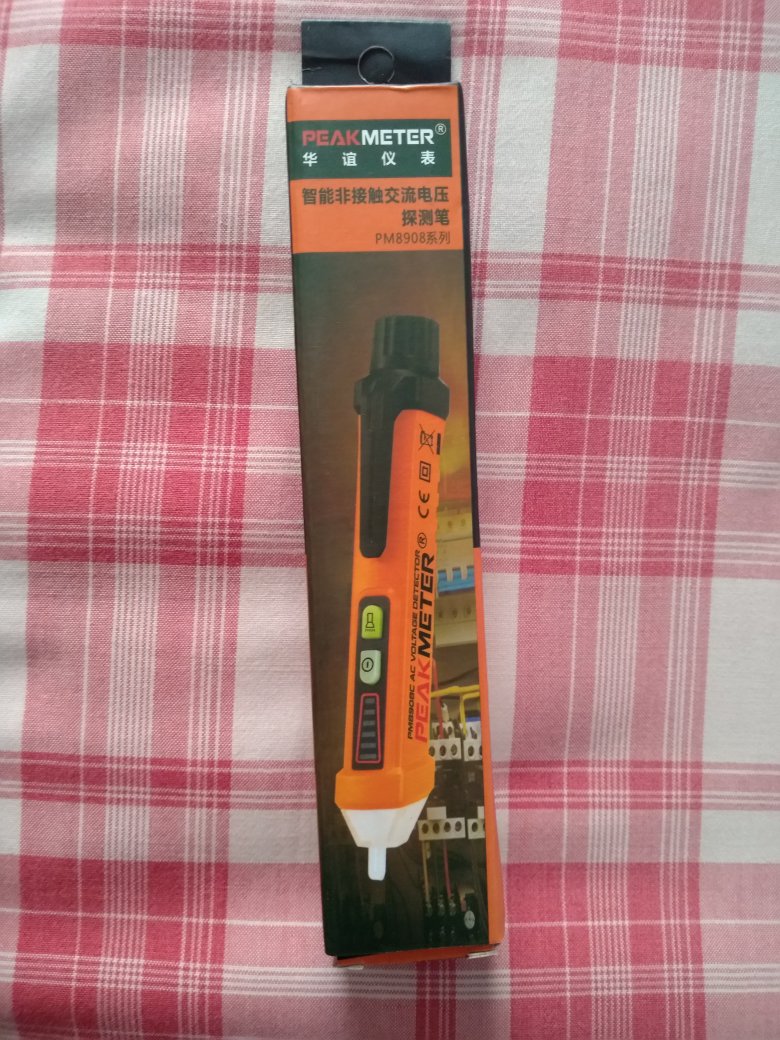 PEAKMETER®
华谊仪表
智能非接触交流电压
探测笔
PM8908系列
CE
PM8908C AC VOLTAGE DETECTOR
PEAKMETER®